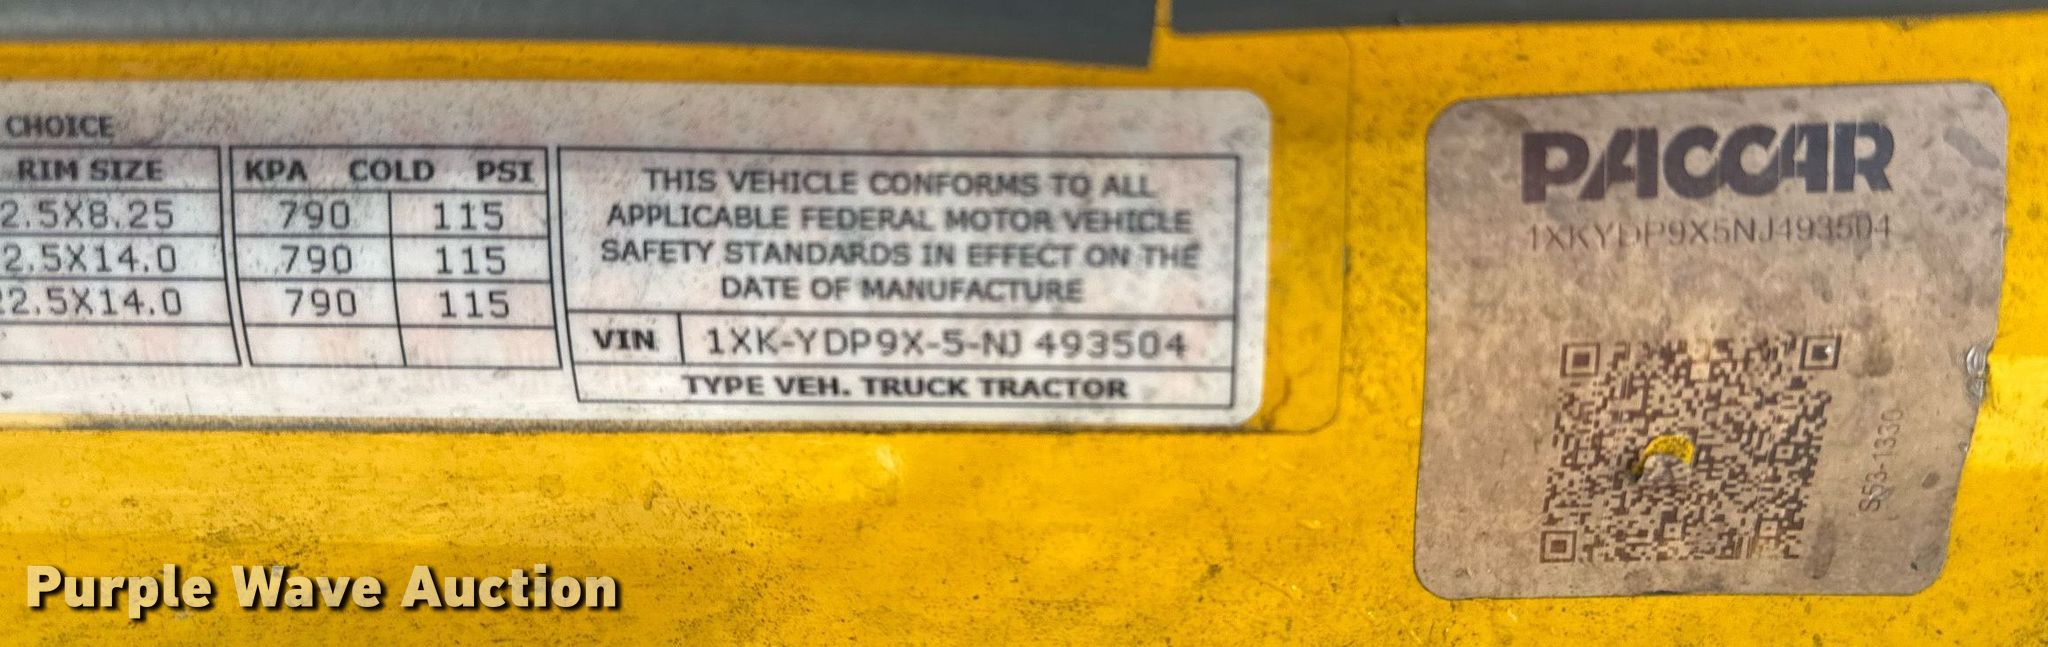 CHOICE
RIM SIZE
2.5X8.25
2.5X14.0
22.5X14.0
KPA COLD PSI
790 115
790 115
790 115
THIS VEHICLE CONFORMS TO ALL
APPLICABLE FEDERAL MOTOR VEHICLE
SAFETY STANDARDS IN EFFECT ON THE
DATE OF MANUFACTURE
VIN 1XK-YDP9X-5-NJ 493504
TYPE VEH. TRUCK TRACTOR
PACCAR
1XKYDP9X5NJ493504
S53-1330
Purple Wave Auction